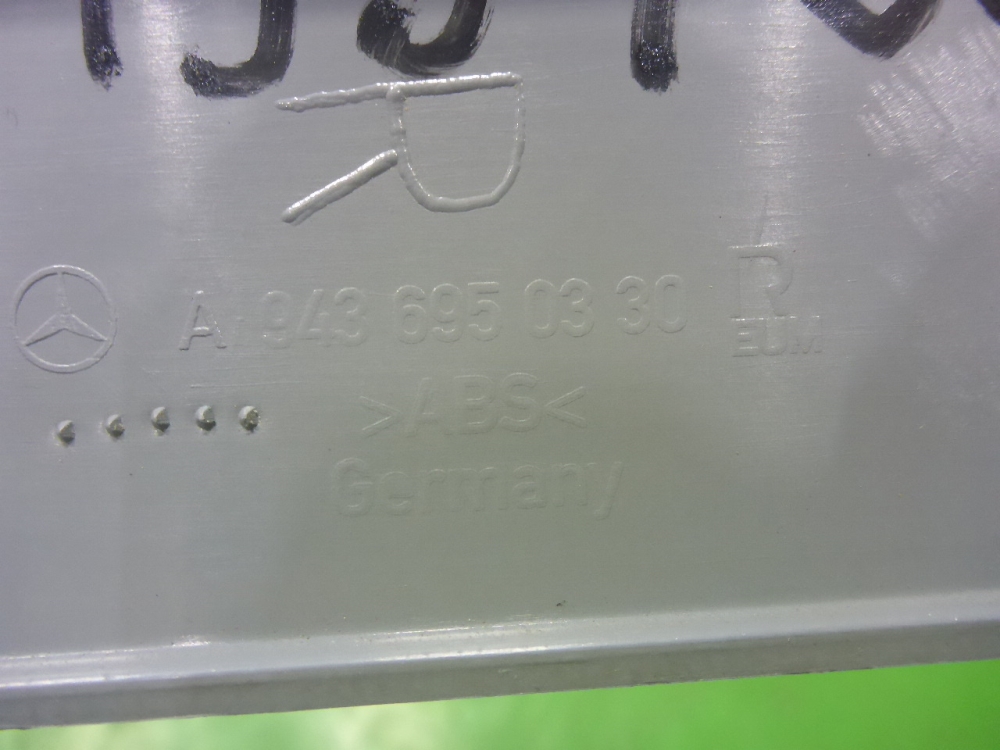 R
A 943 695 03 30 R
EUM
>ABS<
Germany